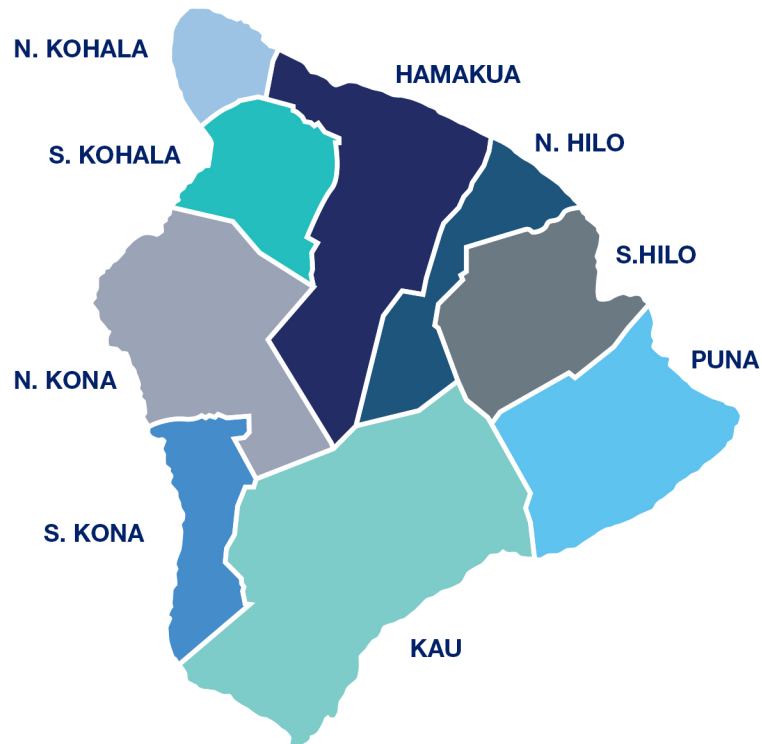 N. KOHALA
HAMAKUA
N. HILO
S. KOHALA
S.HILO
PUNA
N. KONA
S. KONA
KAU